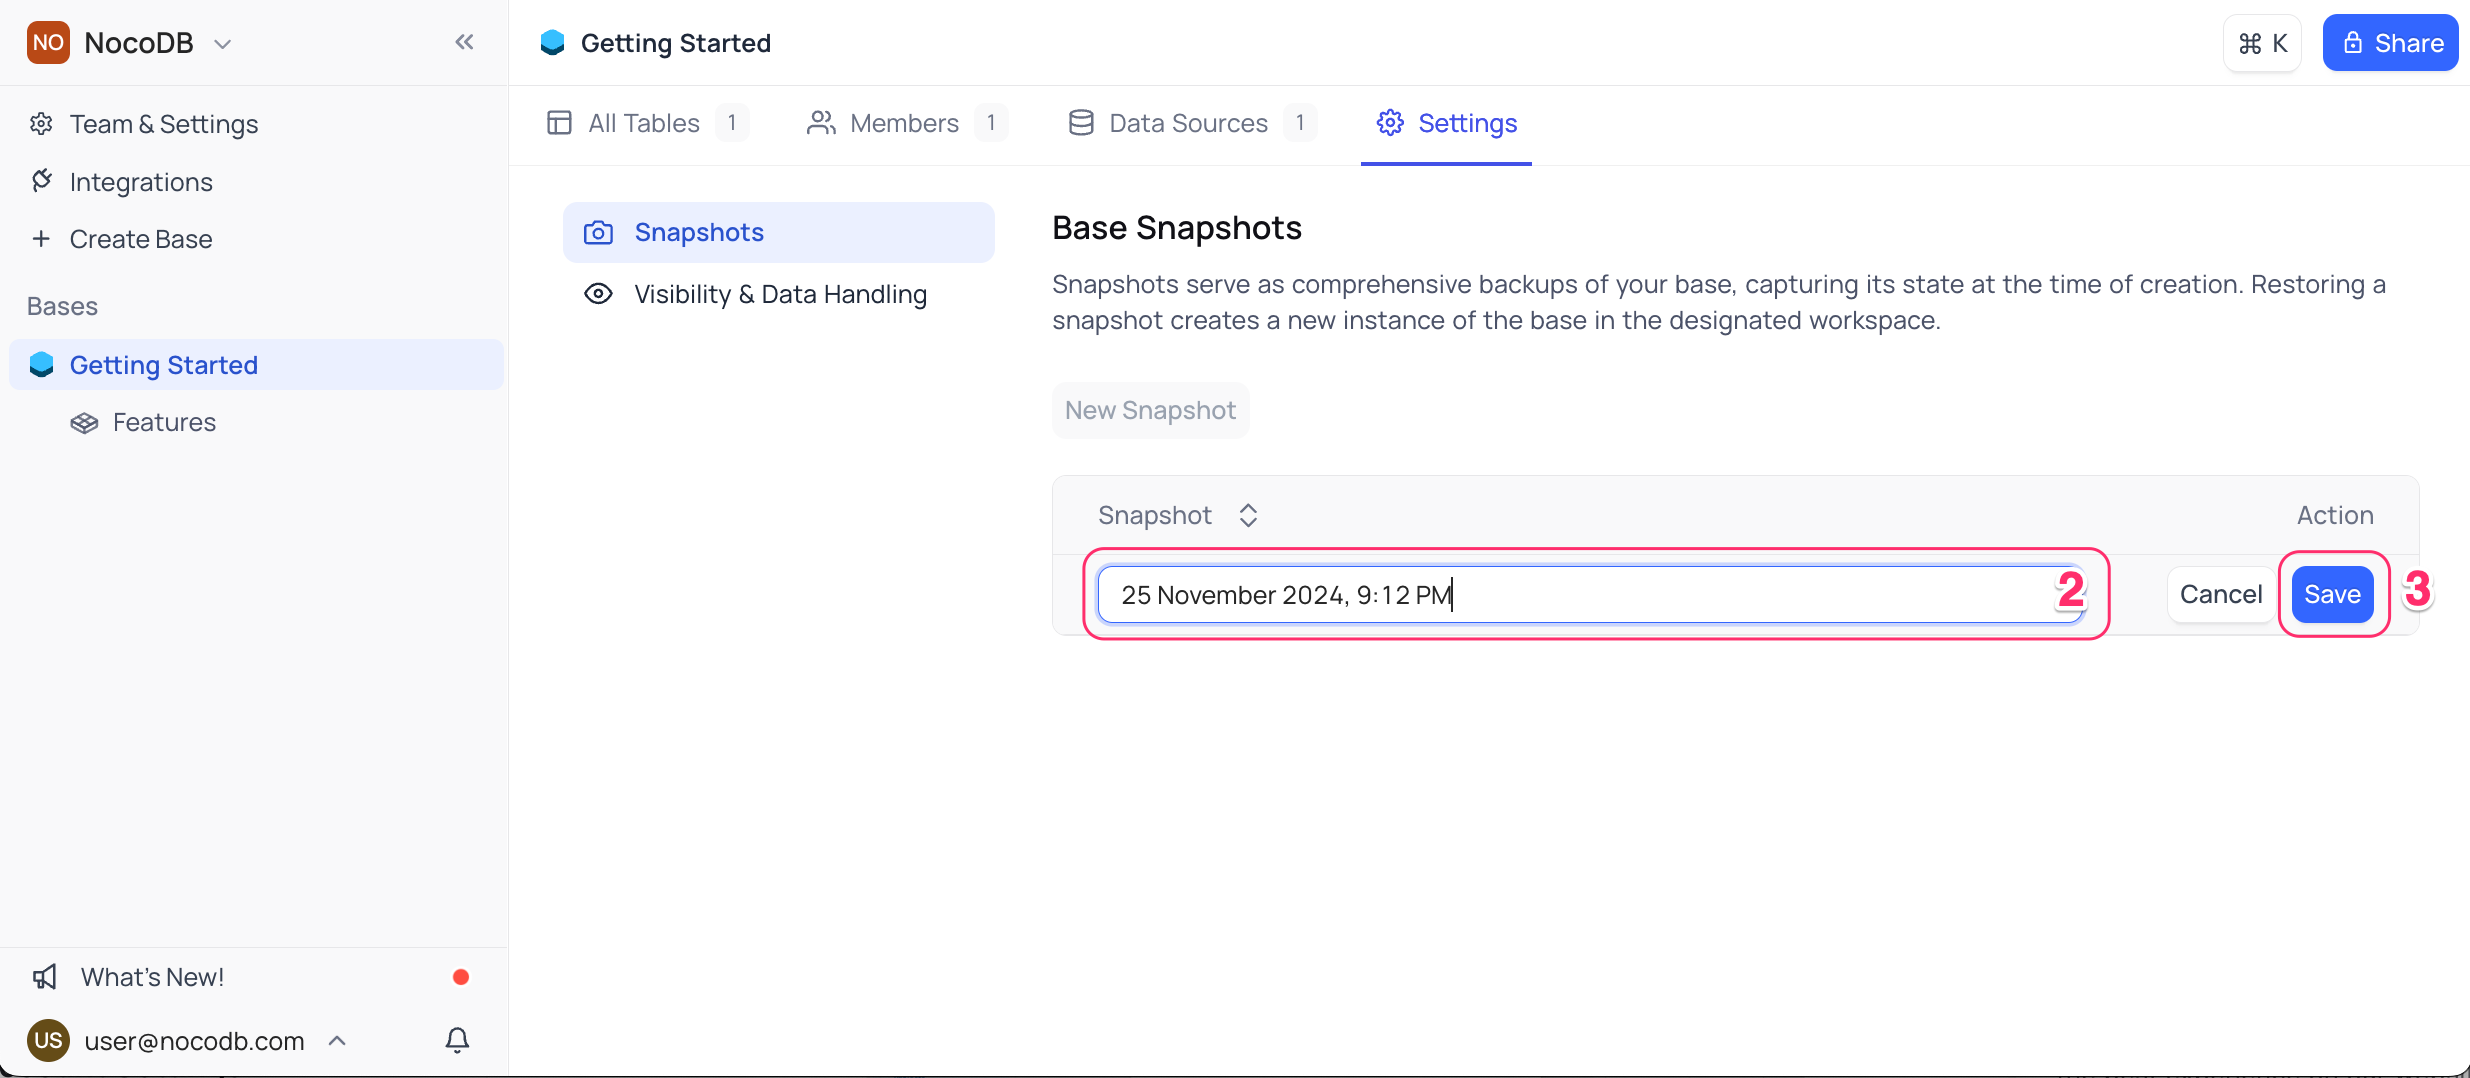 NO NocoDB
Team & Settings
Integrations
Create Base
Bases
Getting Started
Features
What's New!
US user@nocodb.com
Getting Started
⌘ K
Share
All Tables 1
Members 1
Data Sources 1
Settings
Snapshots
Visibility & Data Handling
Base Snapshots
Snapshots serve as comprehensive backups of your base, capturing its state at the time of creation. Restoring a
snapshot creates a new instance of the base in the designated workspace.
New Snapshot
Snapshot Action
25 November 2024, 9:12 PM 2 Cancel Save 3